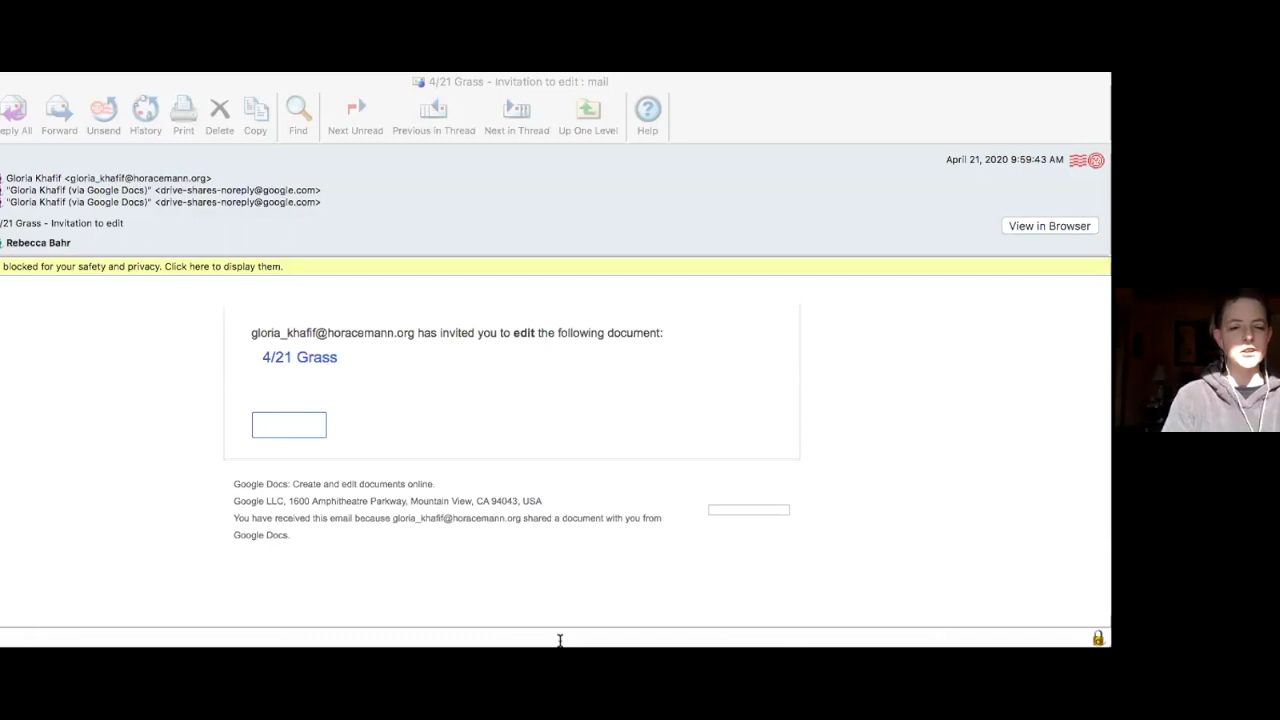 4/21 Grass - Invitation to edit : mail
eply All Forward Unsend History Print Delete Copy Find Next Unread Previous in Thread Next in Thread Up One Level Help
April 21, 2020 9:59:43 AM
Gloria Khafif <gloria_khafif@horacemann.org>
"Gloria Khafif (via Google Docs)" <drive-shares-noreply@google.com>
"Gloria Khafif (via Google Docs)" <drive-shares-noreply@google.com>
/21 Grass - Invitation to edit
View in Browser
Rebecca Bahr
blocked for your safety and privacy. Click here to display them.
gloria_khafif@horacemann.org has invited you to edit the following document:
4/21 Grass
Google Docs: Create and edit documents online.
Google LLC, 1600 Amphitheatre Parkway, Mountain View, CA 94043, USA
You have received this email because gloria_khafif@horacemann.org shared a document with you from
Google Docs.